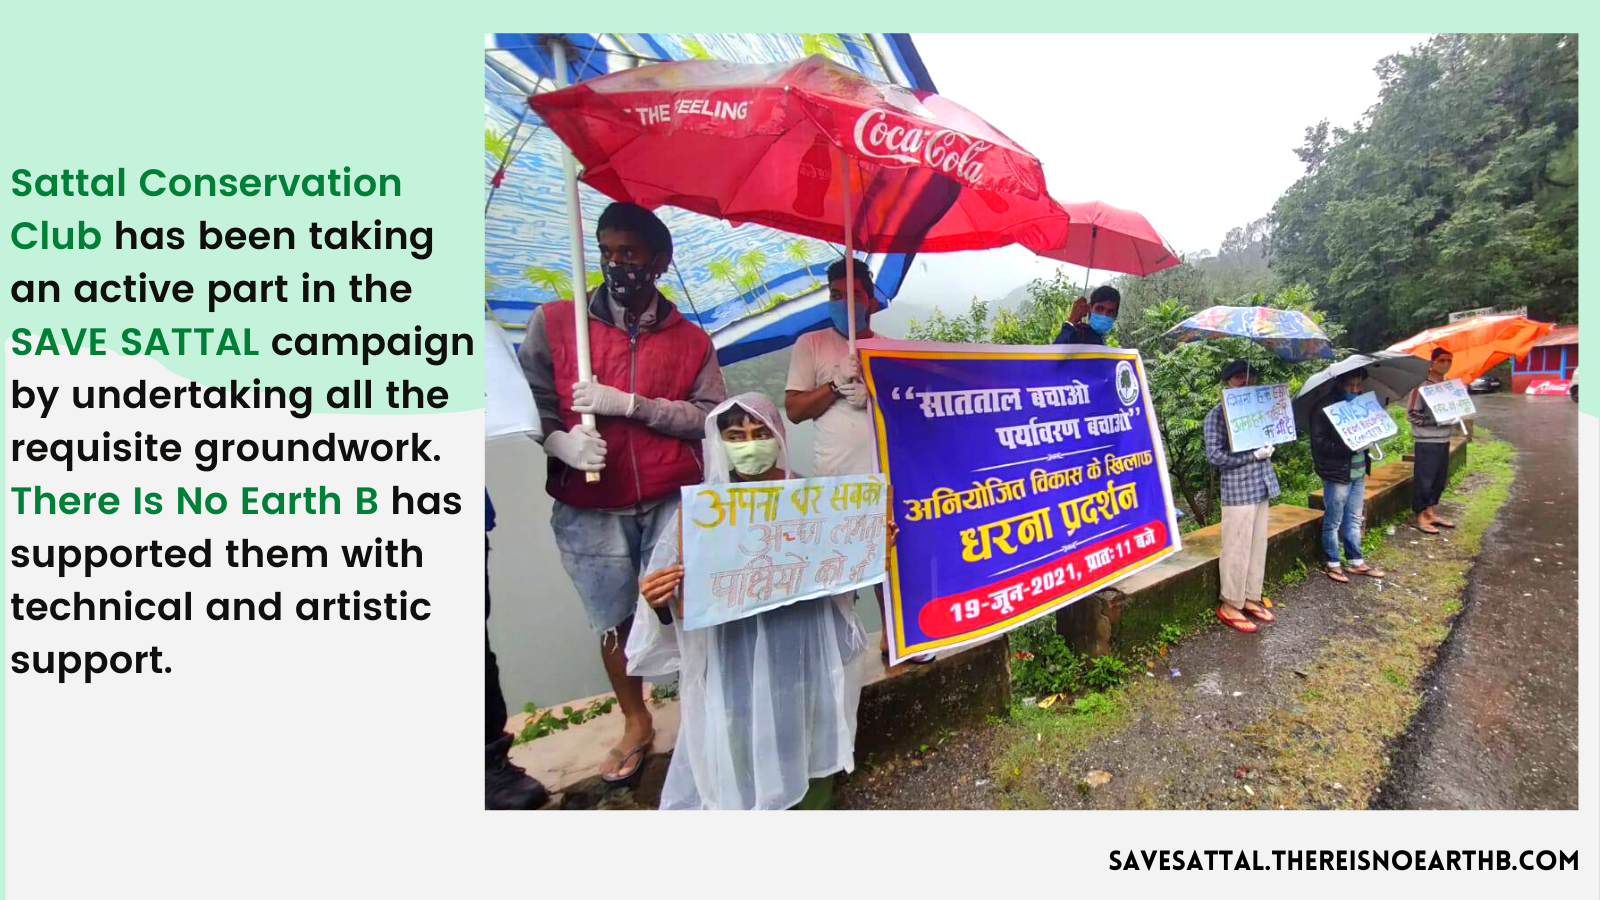 Sattal Conservation
Club has been taking
an active part in the
SAVE SATTAL campaign
by undertaking all the
requisite groundwork.
There Is No Earth B has
supported them with
technical and artistic
support.
THE FEELING
Coca-Cola
“सातताल बचाओ
पर्यावरण बचाओ”
अनियोजित विकास के खिलाफ
धरना प्रदर्शन
19-जून-2021, प्रातः11 बजे
अपना घर सबको
अच्छा लगता है
पक्षियों को भी
SAVESATTAL.THEREISNOEARTHB.COM